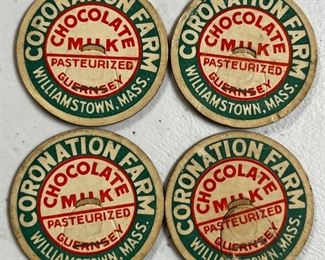 CORONATION FARM
CHOCOLATE
MILK
PASTEURIZED
GUERNSEY
WILLIAMSTOWN, MASS.
CORONATION FARM
CHOCOLATE
MILK
PASTEURIZED
GUERNSEY
WILLIAMSTOWN, MASS.
CORONATION FARM
CHOCOLATE
MILK
PASTEURIZED
GUERNSEY
WILLIAMSTOWN, MASS.
CORONATION FARM
CHOCOLATE
MILK
PASTEURIZED
GUERNSEY
WILLIAMSTOWN, MASS.